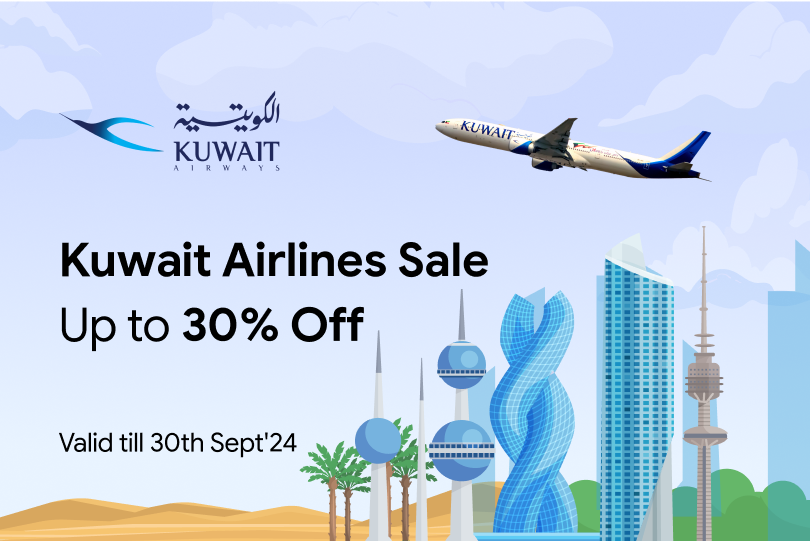 الكويتية
KUWAIT
AIRWAYS
KUWAIT
Kuwait Airlines Sale
Up to 30% Off
Valid till 30th Sept'24